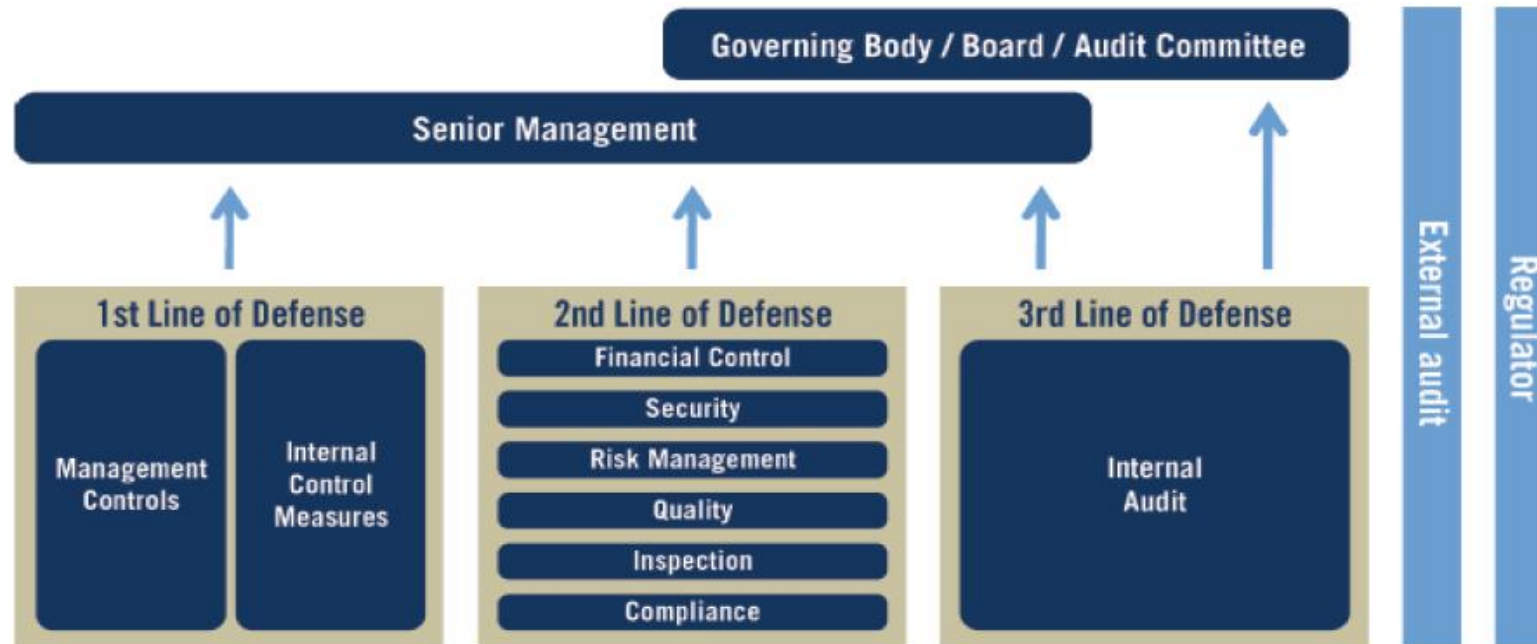 Governing Body / Board / Audit Committee
Senior Management
1st Line of Defense
Management
Controls
Internal
Control
Measures
2nd Line of Defense
Financial Control
Security
Risk Management
Quality
Inspection
Compliance
3rd Line of Defense
Internal
Audit
External audit
Regulator